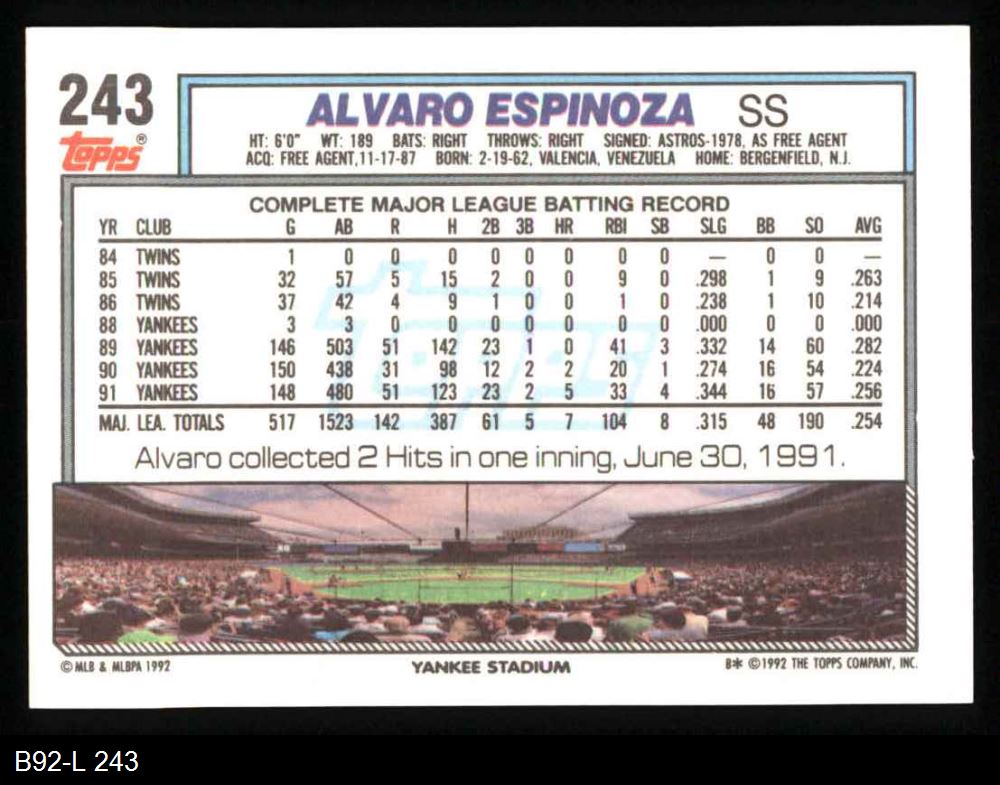 243
Topps®
ALVARO ESPINOZA SS
HT: 6'0" WT: 189 BATS: RIGHT THROWS: RIGHT SIGNED: ASTROS-1978, AS FREE AGENT
ACQ: FREE AGENT, 11-17-87 BORN: 2-19-62, VALENCIA, VENEZUELA HOME: BERGENFIELD, N.J.
COMPLETE MAJOR LEAGUE BATTING RECORD
YR CLUB G AB R H 2B 3B HR RBI SB SLG BB SO AVG
84 TWINS 1 0 0 0 0 0 0 0 0 — 0 0 —
85 TWINS 32 57 5 15 2 0 0 9 0 .298 1 9 .263
86 TWINS 37 42 4 9 1 0 0 1 0 .238 1 10 .214
88 YANKEES 3 3 0 0 0 0 0 0 0 .000 0 0 .000
89 YANKEES 146 503 51 142 23 1 0 41 3 .332 14 60 .282
90 YANKEES 150 438 31 98 12 2 2 20 1 .274 16 54 .224
91 YANKEES 148 480 51 123 23 2 5 33 4 .344 16 57 .256
MAJ. LEA. TOTALS 517 1523 142 387 61 5 7 104 8 .315 48 190 .254
Topps
Alvaro collected 2 Hits in one inning, June 30, 1991.
© MLB & MLBPA 1992 YANKEE STADIUM B* © 1992 THE TOPPS COMPANY, INC.
B92-L 243